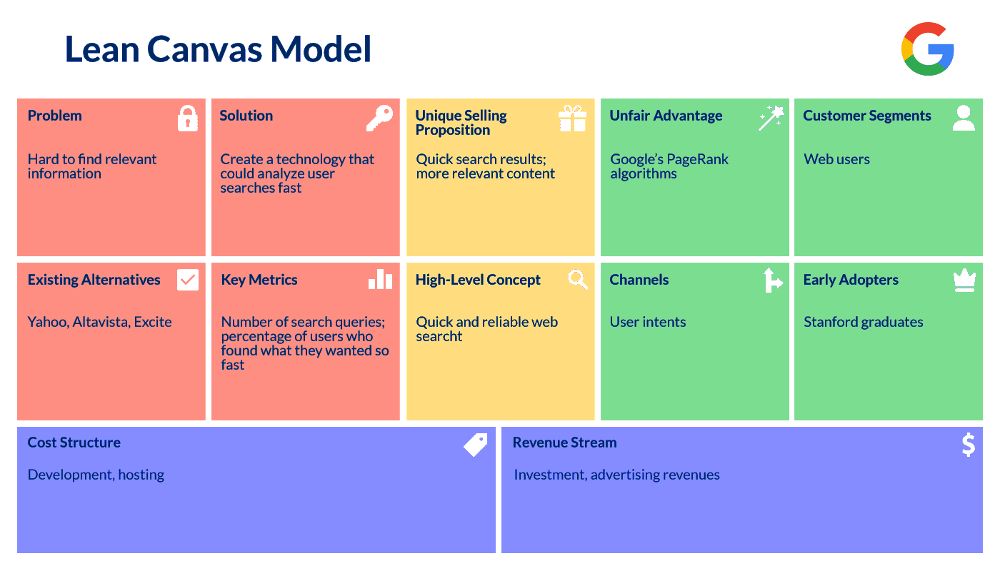 Lean Canvas Model
Problem
Hard to find relevant
information
Solution
Create a technology that
could analyze user
searches fast
Unique Selling
Proposition
Quick search results;
more relevant content
Unfair Advantage
Google’s PageRank
algorithms
Customer Segments
Web users
Existing Alternatives
Yahoo, Altavista, Excite
Key Metrics
Number of search queries;
percentage of users who
found what they wanted so
fast
High-Level Concept
Quick and reliable web
searcht
Channels
User intents
Early Adopters
Stanford graduates
Cost Structure
Development, hosting
Revenue Stream
$
Investment, advertising revenues